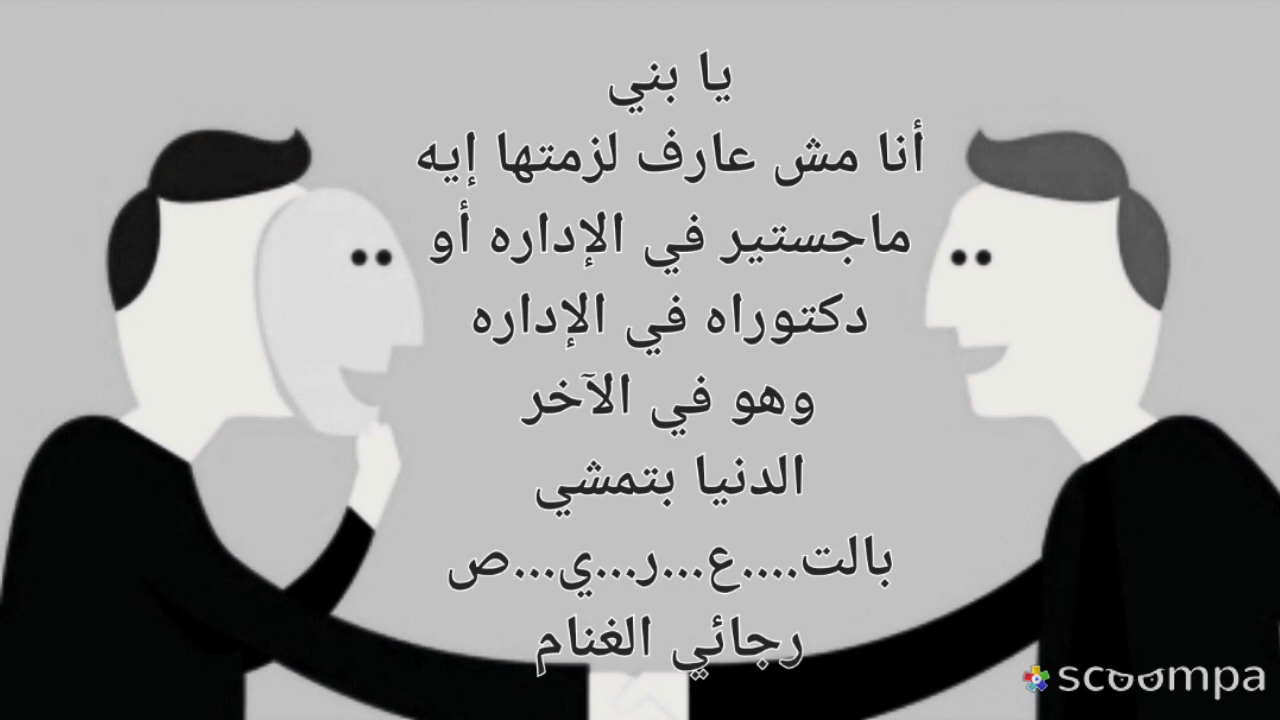 يا بني
أنا مش عارف لزمتها إيه
ماجستير في الإداره أو
دكتوراه في الإداره
وهو في الآخر
الدنيا بتمشي
بالت....ع...ر...ي...ص
رجائي الغنام
scoompa